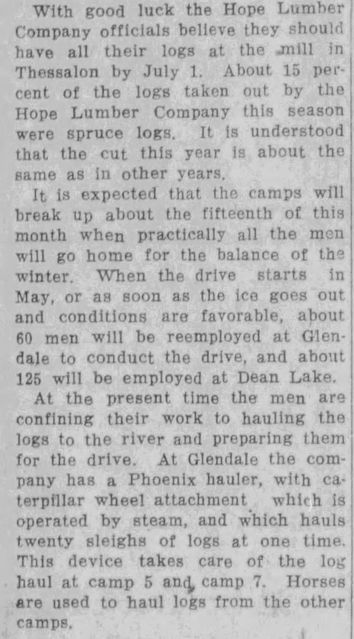 With good luck the Hope Lumber
Company officials believe they should
have all their logs at the mill in
Thessalon by July 1. About 15 per-
cent of the logs taken out by the
Hope Lumber Company this season
were spruce logs. It is understood
that the cut this year is about the
same as in other years.
It is expected that the camps will
break up about the fifteenth of this
month when practically all the men
will go home for the balance of the
winter. When the drive starts in
May, or as soon as the ice goes out
and conditions are favorable, about
60 men will be reemployed at Glen-
dale to conduct the drive, and about
125 will be employed at Dean Lake.
At the present time the men are
confining their work to hauling the
logs to the river and preparing them
for the drive. At Glendale the com-
pany has a Phoenix hauler, with ca-
terpillar wheel attachment which is
operated by steam, and which hauls
twenty sleighs of logs at one time.
This device takes care of the log
haul at camp 5 and camp 7. Horses
are used to haul logs from the other
camps.